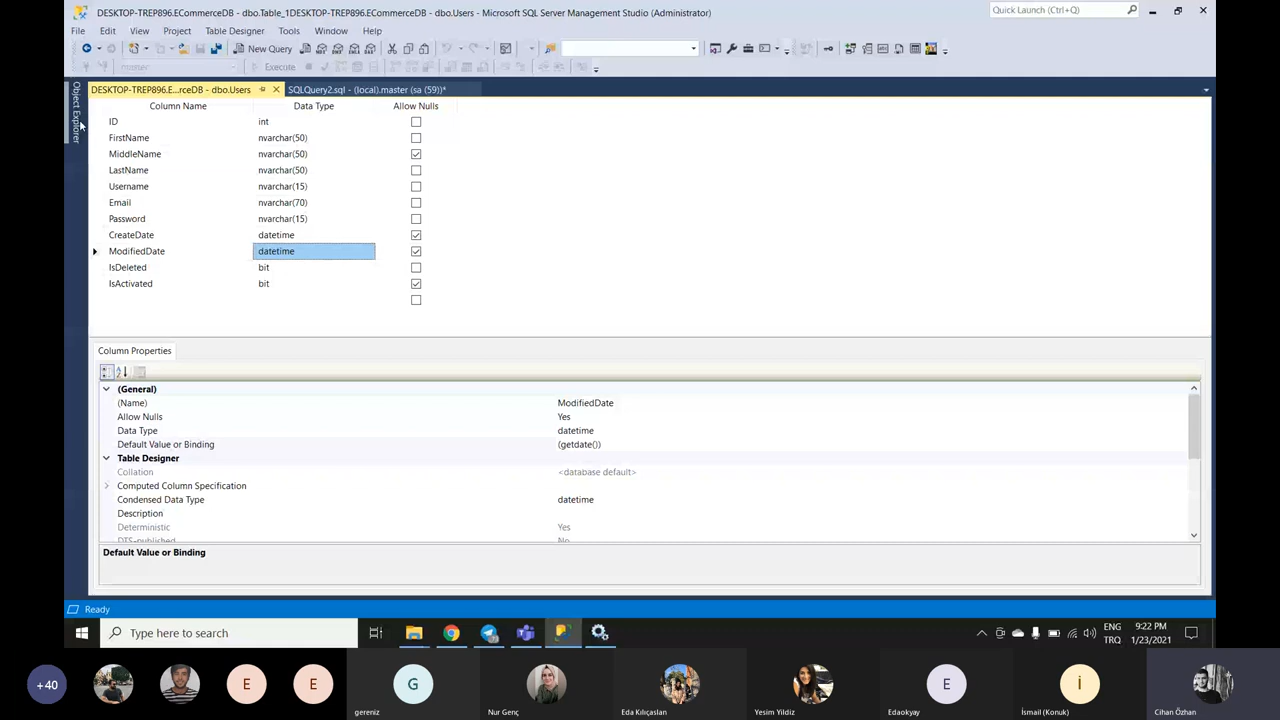 DESKTOP-TREP896.ECommerceDB - dbo.Table_1DESKTOP-TREP896.ECommerceDB - dbo.Users - Microsoft SQL Server Management Studio (Administrator)
Quick Launch (Ctrl+Q)
File Edit View Project Table Designer Tools Window Help
New Query
master
Execute
Object Explorer
DESKTOP-TREP896.E...rceDB - dbo.Users
SQLQuery2.sql - (local).master (sa (59))*
Column Name Data Type Allow Nulls
ID int
FirstName nvarchar(50)
MiddleName nvarchar(50)
LastName nvarchar(50)
Username nvarchar(15)
Email nvarchar(70)
Password nvarchar(15)
CreateDate datetime
ModifiedDate datetime
IsDeleted bit
IsActivated bit
Column Properties
(General)
(Name) ModifiedDate
Allow Nulls Yes
Data Type datetime
Default Value or Binding (getdate())
Table Designer
Collation <database default>
Computed Column Specification
Condensed Data Type datetime
Description
Deterministic Yes
DTS-published No
Default Value or Binding
Ready
Type here to search
ENG
TRQ
9:22 PM
1/23/2021
+40
E
E
G
E
İ
gereniz
Nur Genç
Eda Kılıçaslan
Yesim Yildiz
Edaokyay
İsmail (Konuk)
Cihan Özhan